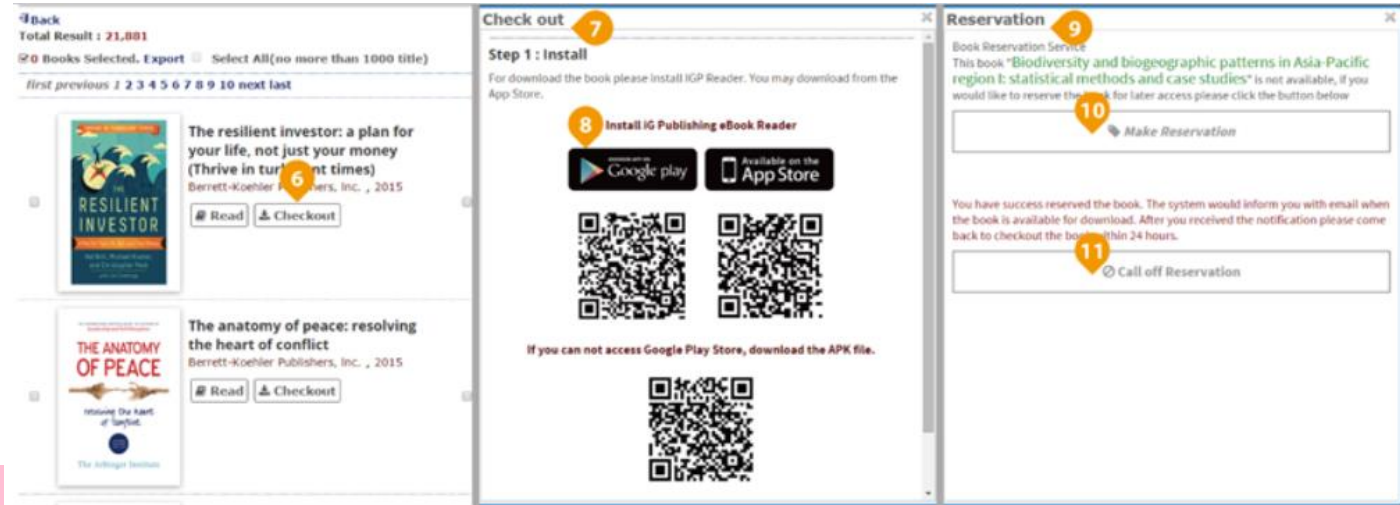 Back
Total Result : 21,881
0 Books Selected. Export Select All(no more than 1000 title)
first previous 1 2 3 4 5 6 7 8 9 10 next last
THE
RESILIENT
INVESTOR
The resilient investor: a plan for
your life, not just your money
(Thrive in turbulent times)
6
Berrett-Koehler Publishers, Inc. , 2015
Read Checkout
THE ANATOMY
OF PEACE
resolving the heart
of conflict
The Arbinger Institute
The anatomy of peace: resolving
the heart of conflict
Berrett-Koehler Publishers, Inc. , 2015
Read Checkout
Check out 7
Step 1 : Install
For download the book please install IGP Reader. You may download from the
App Store.
8 Install iG Publishing eBook Reader
Google play
Available on the
App Store
If you can not access Google Play Store, download the APK file.
Reservation 9
Book Reservation Service
This book "Biodiversity and biogeographic patterns in Asia-Pacific
region I: statistical methods and case studies" is not available, if you
would like to reserve the book for later access please click the button below
10
Make Reservation
You have success reserved the book. The system would inform you with email when
the book is available for download. After you received the notification please come
back to checkout the book within 24 hours.
11
Call off Reservation